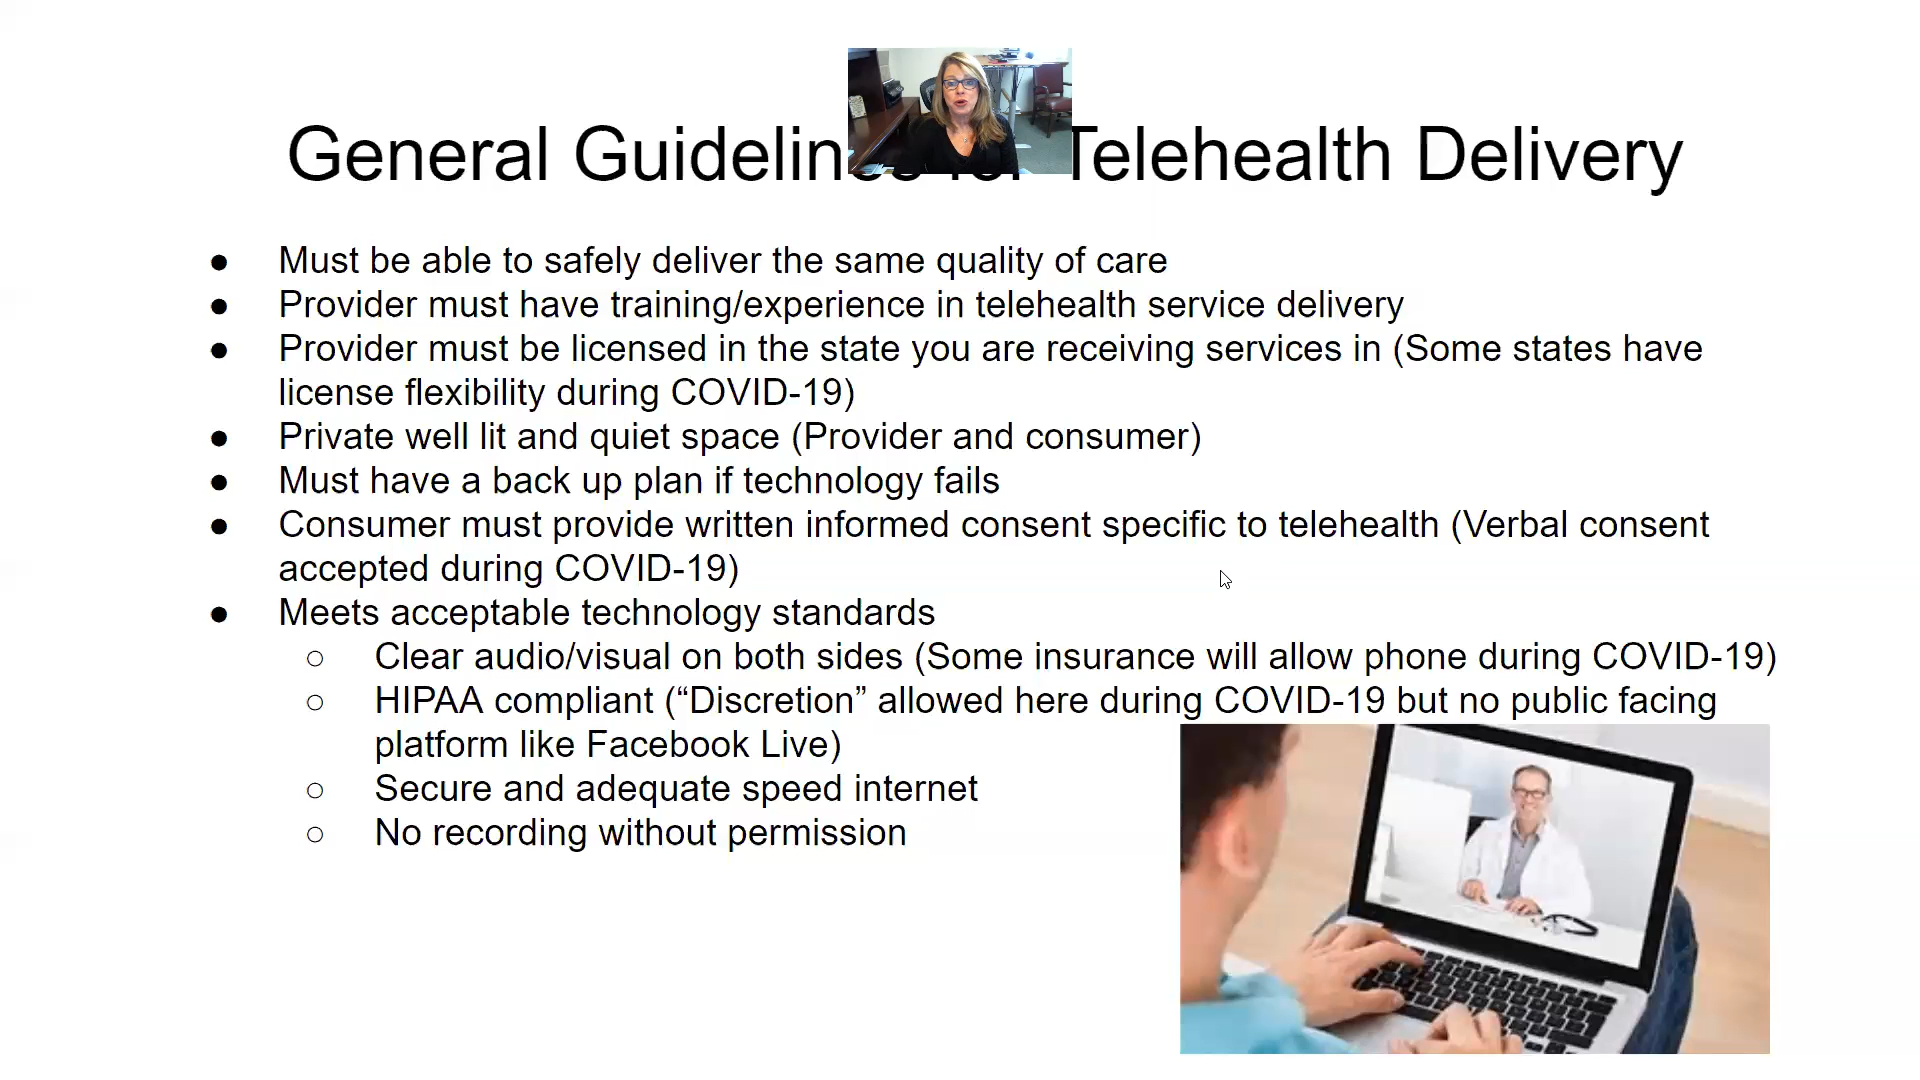 General Guidelines for Telehealth Delivery
● Must be able to safely deliver the same quality of care
● Provider must have training/experience in telehealth service delivery
● Provider must be licensed in the state you are receiving services in (Some states have
license flexibility during COVID-19)
● Private well lit and quiet space (Provider and consumer)
● Must have a back up plan if technology fails
● Consumer must provide written informed consent specific to telehealth (Verbal consent
accepted during COVID-19)
● Meets acceptable technology standards
○ Clear audio/visual on both sides (Some insurance will allow phone during COVID-19)
○ HIPAA compliant (“Discretion” allowed here during COVID-19 but no public facing
platform like Facebook Live)
○ Secure and adequate speed internet
○ No recording without permission